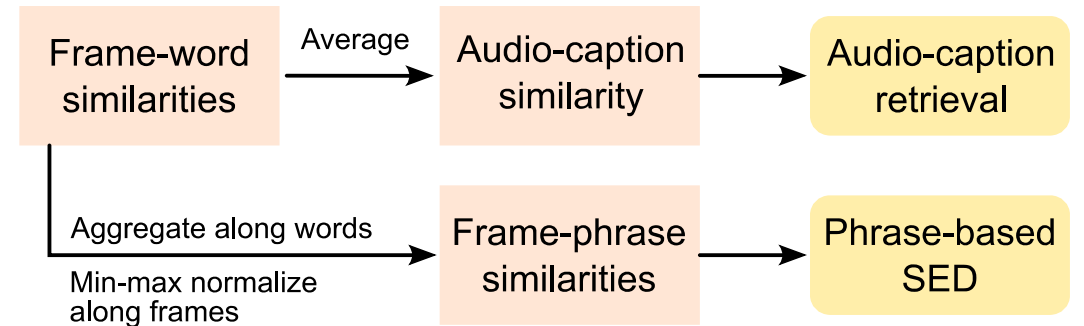 Frame-word
similarities
Average
Audio-caption
similarity
Audio-caption
retrieval
Aggregate along words
Min-max normalize
along frames
Frame-phrase
similarities
Phrase-based
SED